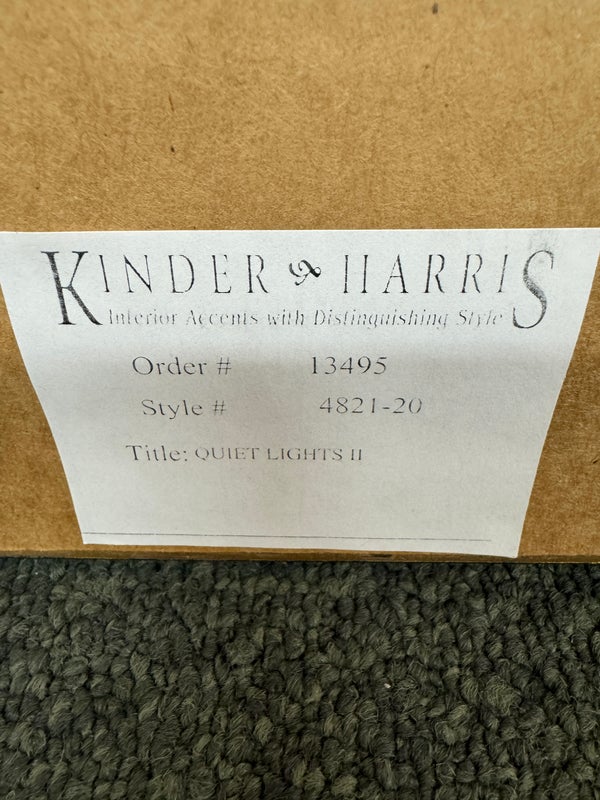 KINDER & HARRIS
Interior Accents with Distinguishing Style
Order # 13495
Style # 4821-20
Title: QUIET LIGHTS II